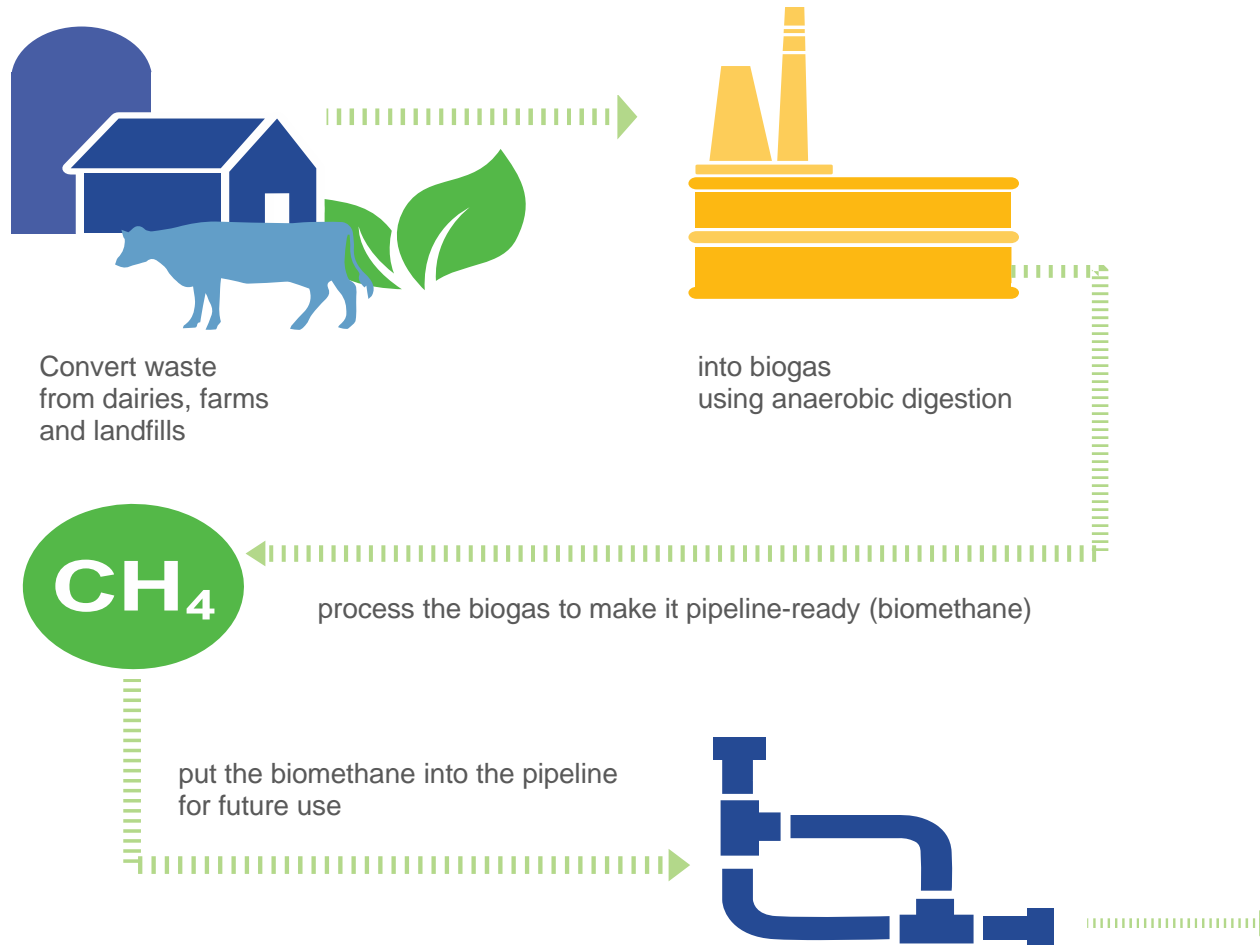 Convert waste
from dairies, farms
and landfills
into biogas
using anaerobic digestion
CH₄
process the biogas to make it pipeline-ready (biomethane)
put the biomethane into the pipeline
for future use